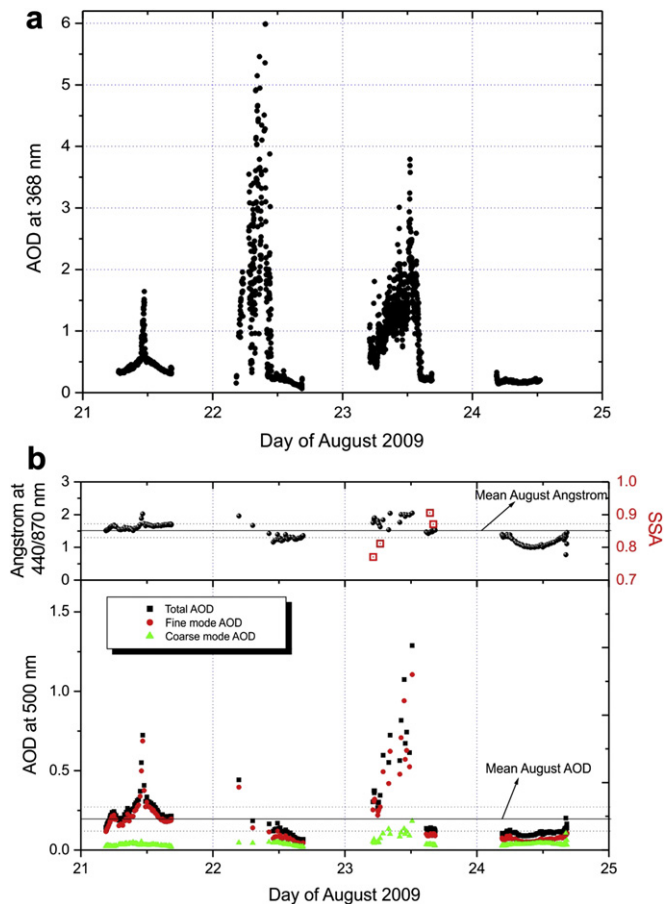 a
6
5
4
3
2
1
0
AOD at 368 nm
21 22 23 24 25
Day of August 2009
b
3
2
1
0
Angstrom at
440/870 nm
Mean August Angstrom
1.0
0.9
0.8
0.7
SSA
1.5
1.0
0.5
0.0
AOD at 500 nm
Total AOD
Fine mode AOD
Coarse mode AOD
Mean August AOD
21 22 23 24 25
Day of August 2009